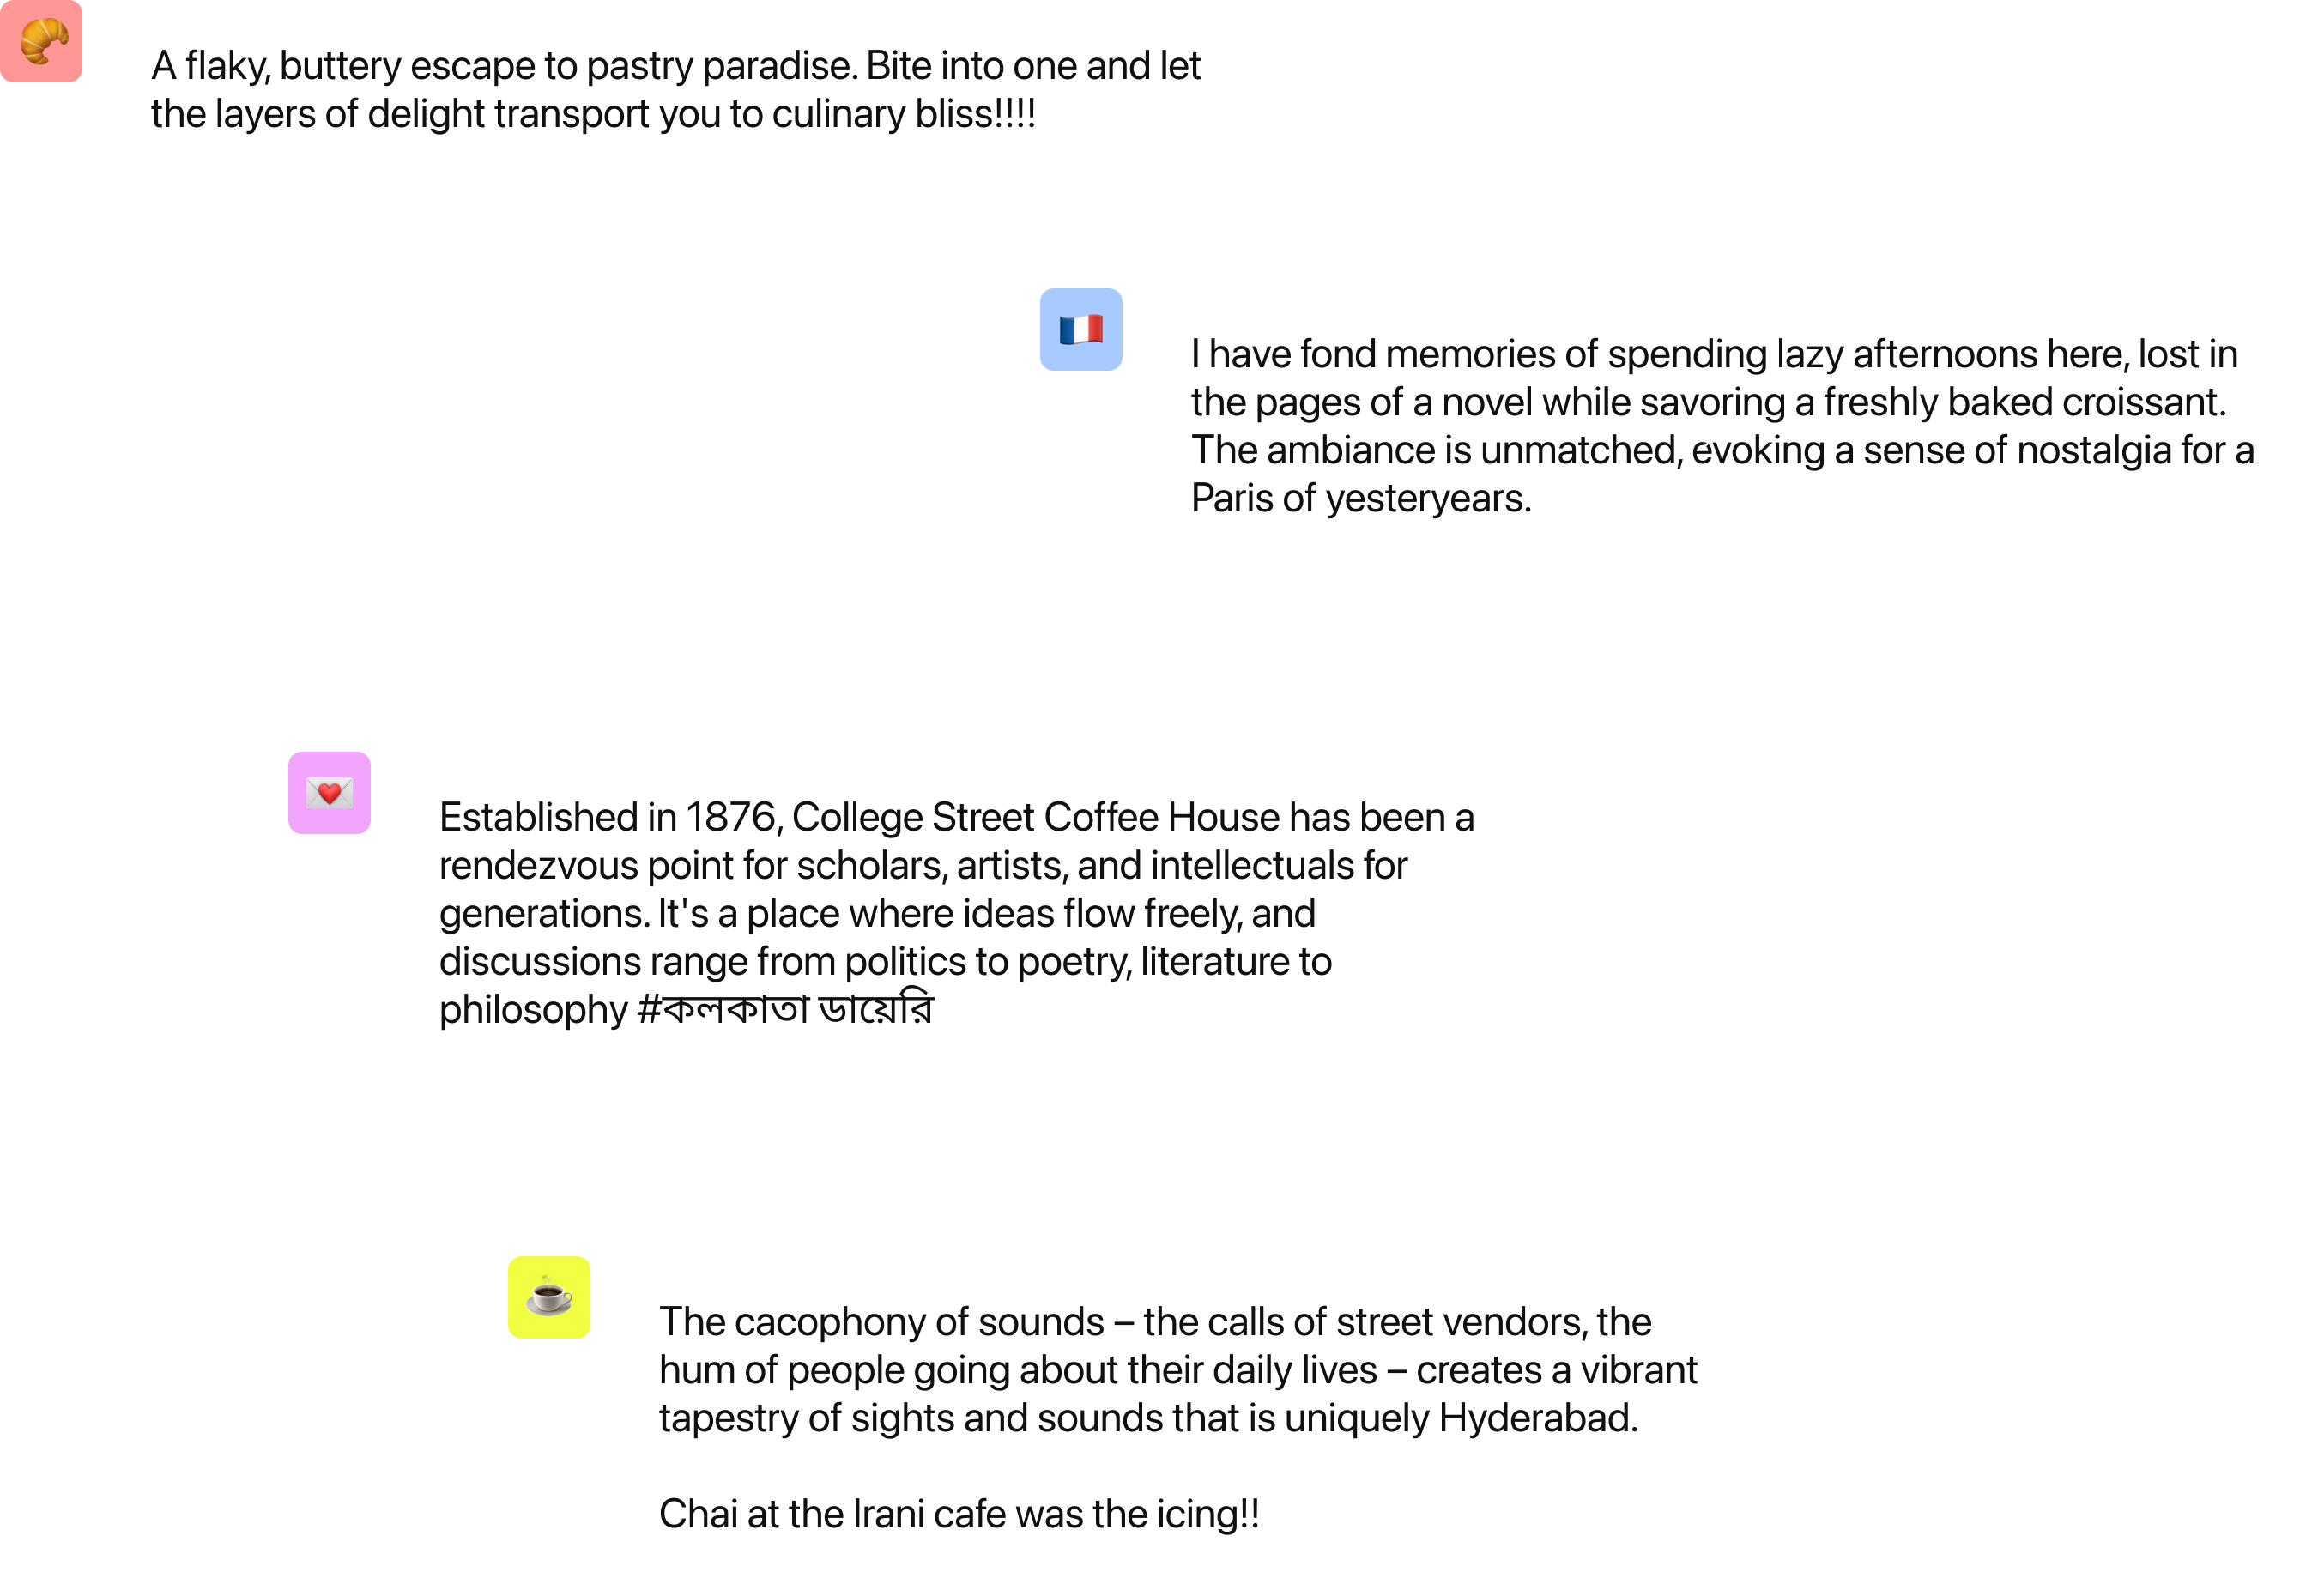 A flaky, buttery escape to pastry paradise. Bite into one and let
the layers of delight transport you to culinary bliss!!!!
I have fond memories of spending lazy afternoons here, lost in
the pages of a novel while savoring a freshly baked croissant.
The ambiance is unmatched, evoking a sense of nostalgia for a
Paris of yesteryears.
Established in 1876, College Street Coffee House has been a
rendezvous point for scholars, artists, and intellectuals for
generations. It's a place where ideas flow freely, and
discussions range from politics to poetry, literature to
philosophy #কলকাতা ডায়েরি
The cacophony of sounds – the calls of street vendors, the
hum of people going about their daily lives – creates a vibrant
tapestry of sights and sounds that is uniquely Hyderabad.
Chai at the Irani cafe was the icing!!